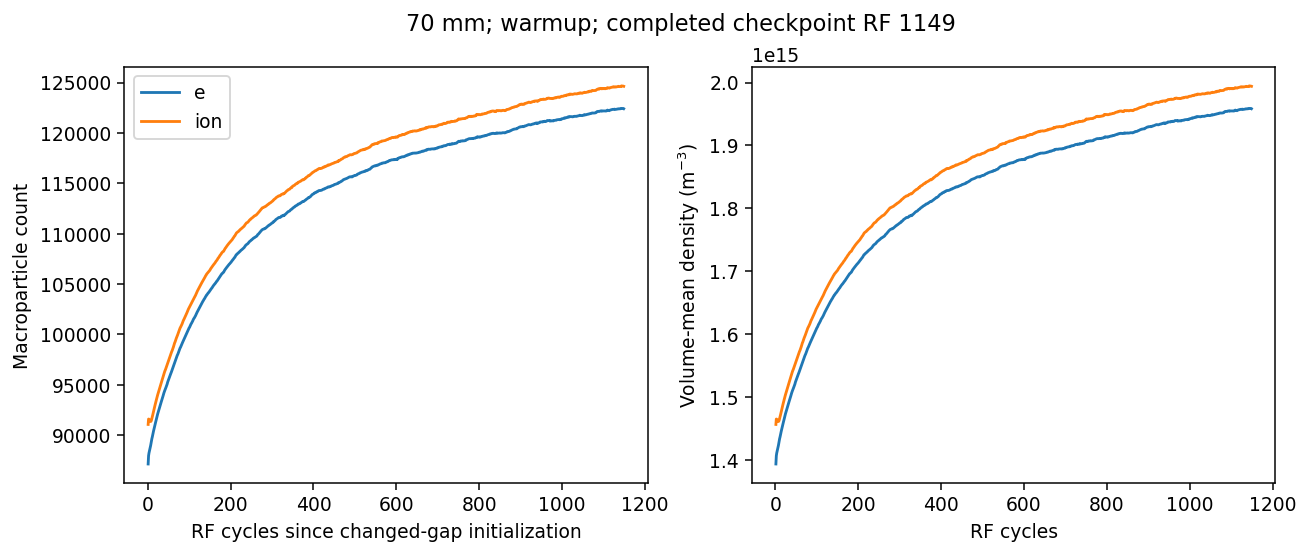 70 mm; warmup; completed checkpoint RF 1149
Macroparticle count
125000
120000
115000
110000
105000
100000
95000
90000
e
ion
0 200 400 600 800 1000 1200
RF cycles since changed-gap initialization
1e15
Volume-mean density (m⁻³)
2.0
1.9
1.8
1.7
1.6
1.5
1.4
0 200 400 600 800 1000 1200
RF cycles